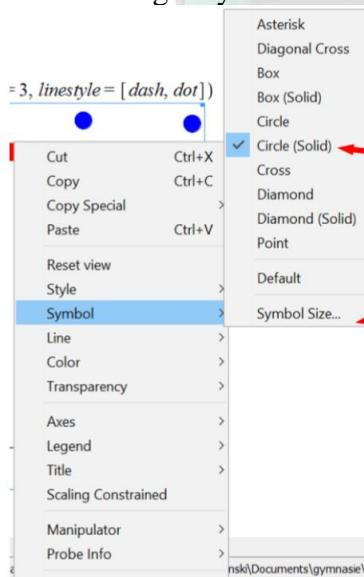 = 3, linestyle = [dash, dot])
Cut Ctrl+X
Copy Ctrl+C
Copy Special
Paste Ctrl+V
Reset view
Style
Symbol
Line
Color
Transparency
Axes
Legend
Title
Scaling Constrained
Manipulator
Probe Info
Asterisk
Diagonal Cross
Box
Box (Solid)
Circle
Circle (Solid)
Cross
Diamond
Diamond (Solid)
Point
Default
Symbol Size...
nski\Documents\gymnasie\